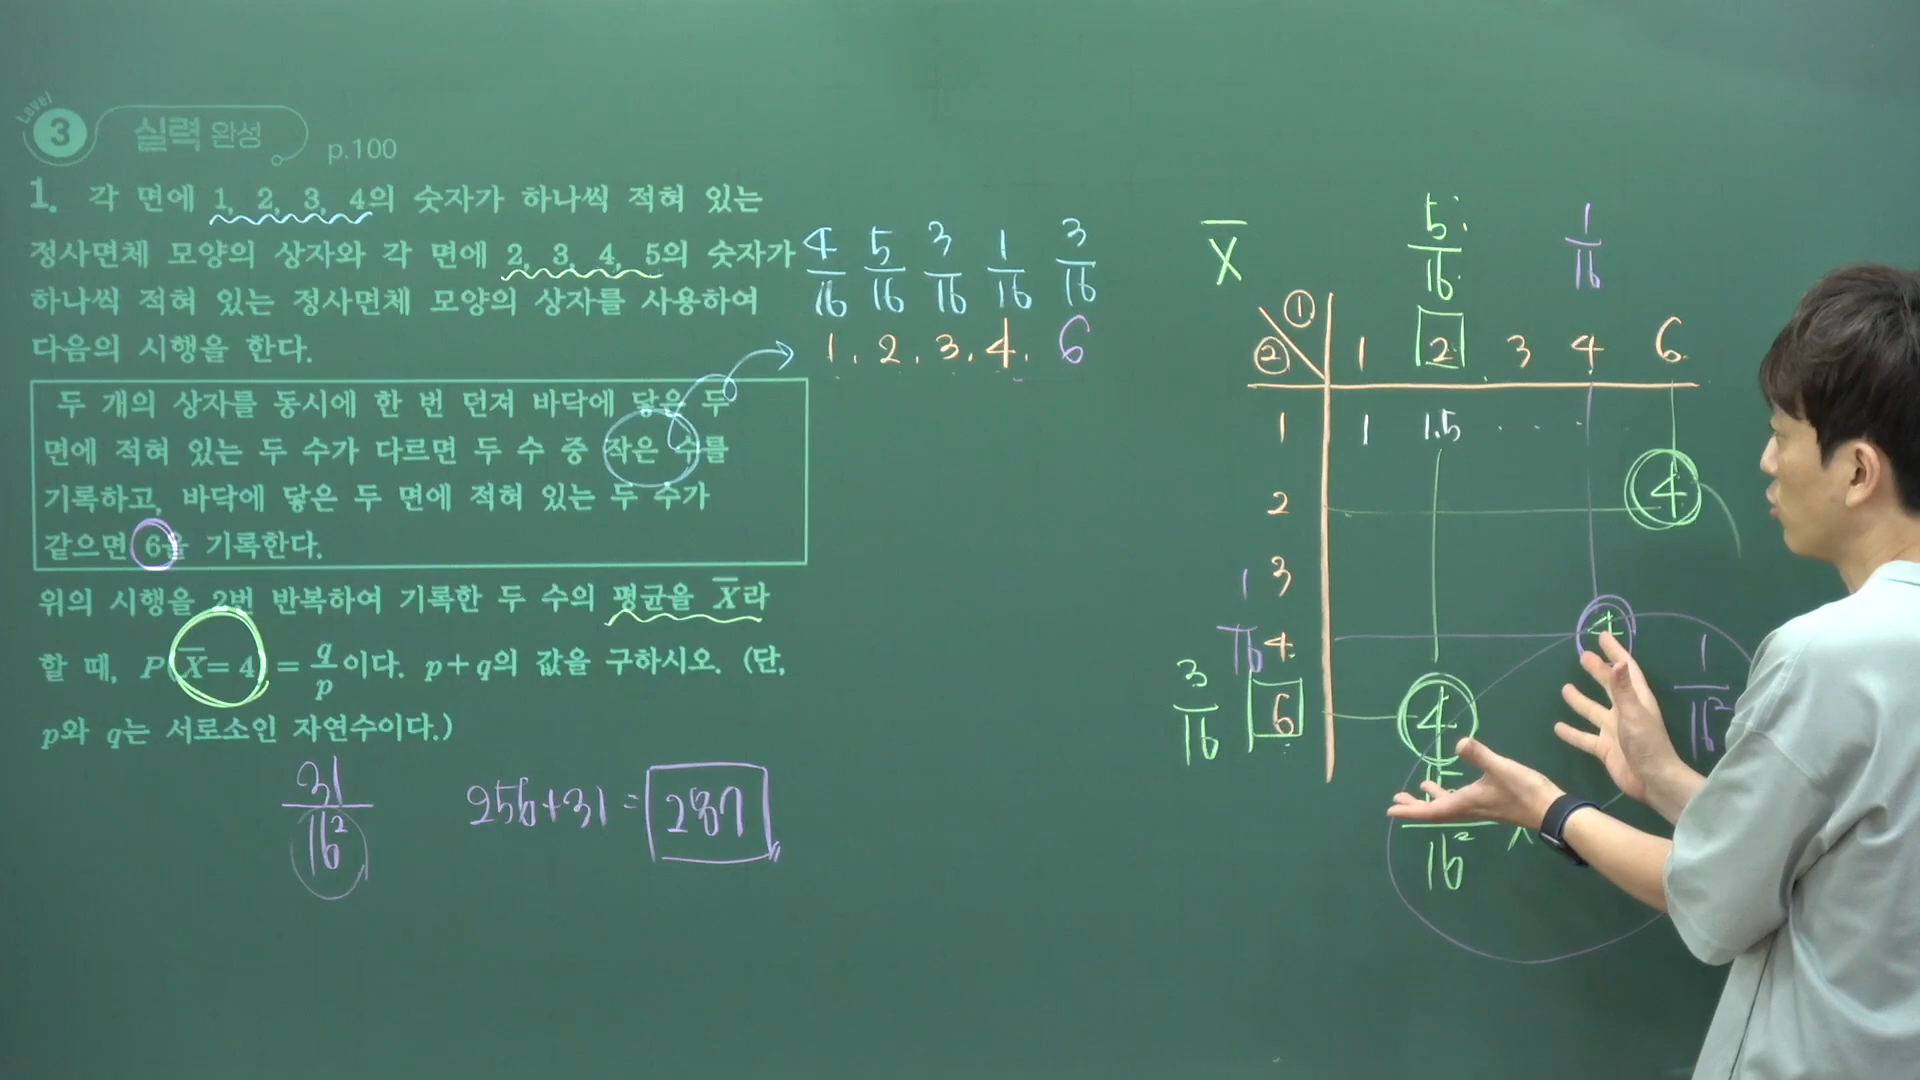 Level
3 실력 완성 p.100
1. 각 면에 1, 2, 3, 4의 숫자가 하나씩 적혀 있는
정사면체 모양의 상자와 각 면에 2, 3, 4, 5의 숫자가
하나씩 적혀 있는 정사면체 모양의 상자를 사용하여
다음의 시행을 한다.
두 개의 상자를 동시에 한 번 던져 바닥에 닿은 두
면에 적혀 있는 두 수가 다르면 두 수 중 작은 수를
기록하고, 바닥에 닿은 두 면에 적혀 있는 두 수가
같으면 6을 기록한다.
위의 시행을 2번 반복하여 기록한 두 수의 평균을 X̄라
할 때, P(X̄=4)=q/p이다. p+q의 값을 구하시오. (단,
p와 q는 서로소인 자연수이다.)
31/16² 256+31=287
4/16 5/16 3/16 1/16 3/16
1. 2. 3. 4. 6
X̄ 5/16 1/16
① ② 1 2 3 4 6
1 1 1.5 . . .
2 4
3
1/16 4 4 1/16²
3/16 6 4
16²